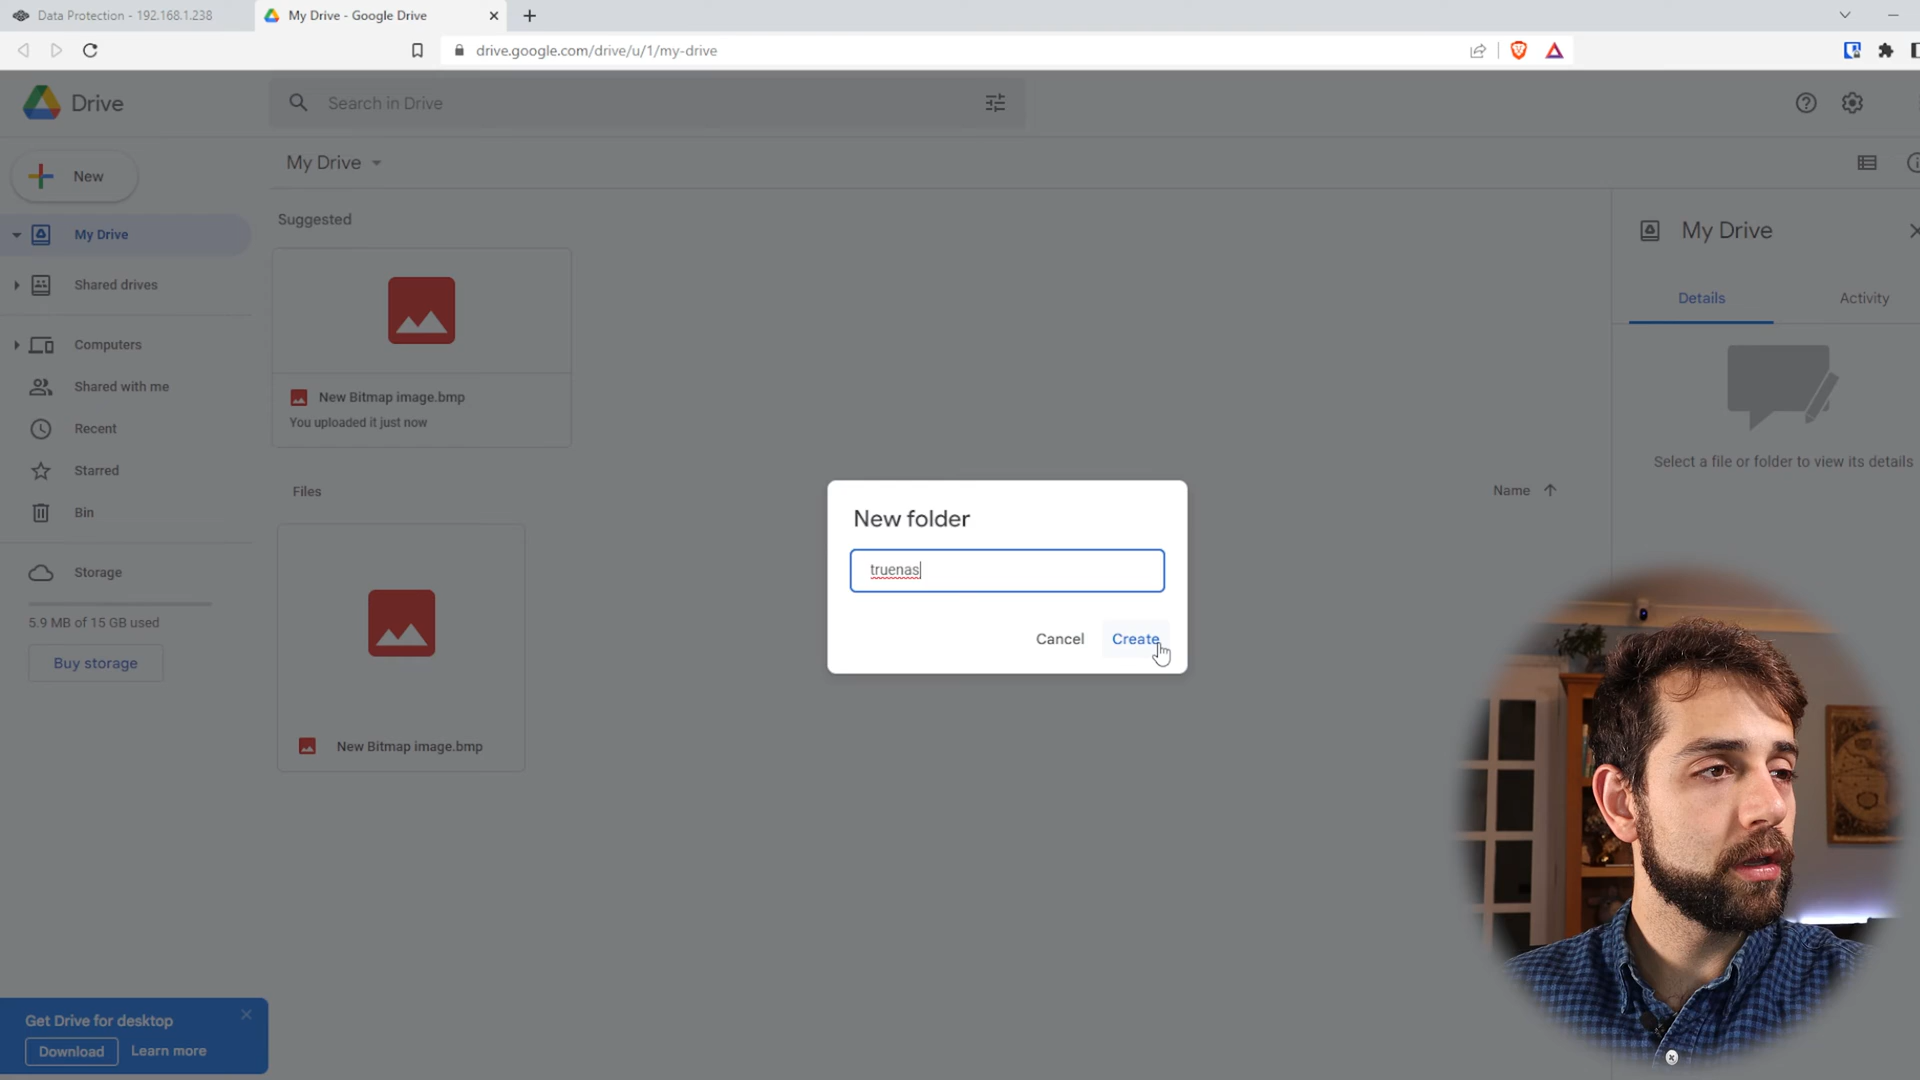 Data Protection - 192.168.1.238
My Drive - Google Drive
drive.google.com/drive/u/1/my-drive
Drive
Search in Drive
New
My Drive
My Drive
Shared drives
Computers
Shared with me
Recent
Starred
Bin
Storage
5.9 MB of 15 GB used
Buy storage
Suggested
New Bitmap image.bmp
You uploaded it just now
Files
Name
New Bitmap image.bmp
New folder
truenas
Cancel
Create
My Drive
Details
Activity
Select a file or folder to view its details
Get Drive for desktop
Download
Learn more